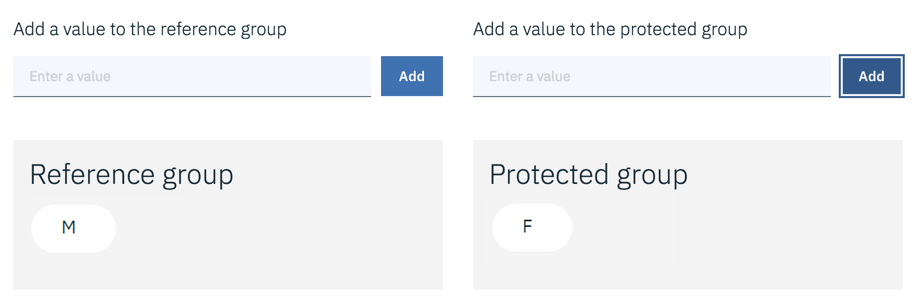 Add a value to the reference group
Enter a value
Add
Reference group
M
Add a value to the protected group
Enter a value
Add
Protected group
F